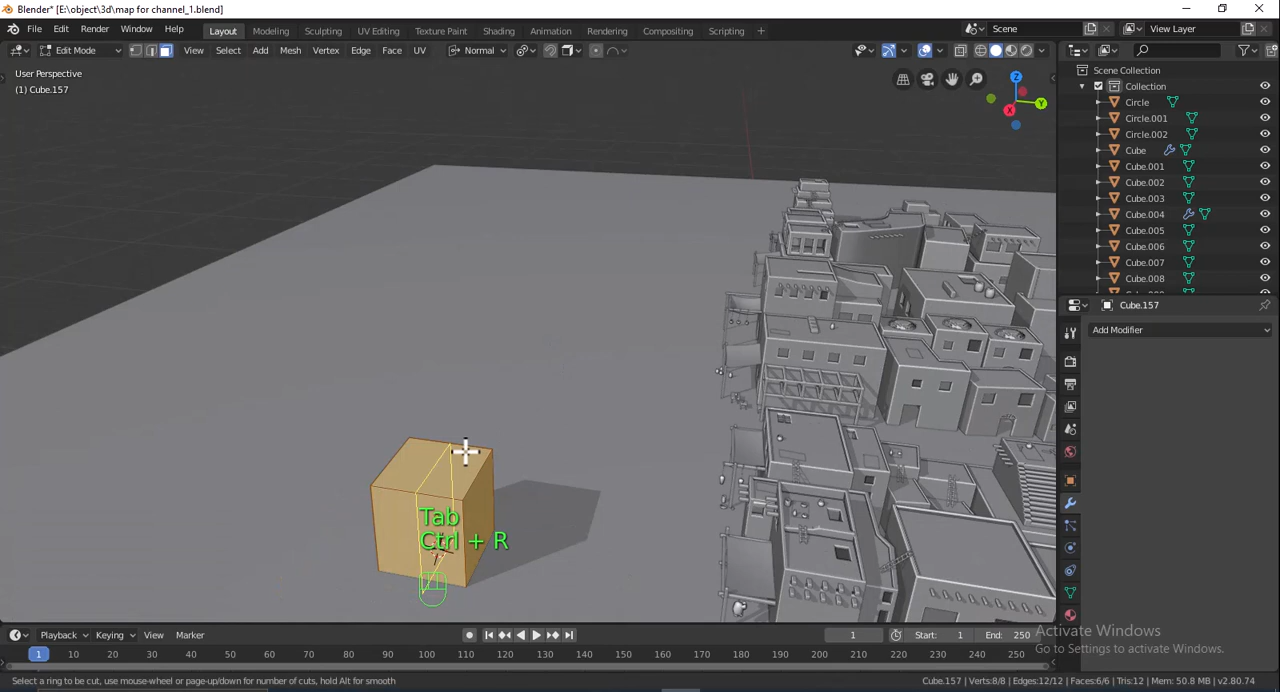 Blender* [E:\object\3d\map for channel_1.blend]
File Edit Render Window Help
Layout Modeling Sculpting UV Editing Texture Paint Shading Animation Rendering Compositing Scripting +
Scene
View Layer
Edit Mode View Select Add Mesh Vertex Edge Face UV Normal
User Perspective
(1) Cube.157
Z
Y
X
Scene Collection
Collection
Circle
Circle.001
Circle.002
Cube
Cube.001
Cube.002
Cube.003
Cube.004
Cube.005
Cube.006
Cube.007
Cube.008
Cube.157
Add Modifier
Tab
Ctrl + R
Playback Keying View Marker
1 Start: 1 End: 250
1 10 20 30 40 50 60 70 80 90 100 110 120 130 140 150 160 170 180 190 200 210 220 230 240 250
Activate Windows
Go to Settings to activate Windows.
Select a ring to be cut, use mouse-wheel or page-up/down for number of cuts, hold Alt for smooth
Cube.157 | Verts:8/8 | Edges:12/12 | Faces:6/6 | Tris:12 | Mem: 50.8 MB | v2.80.74